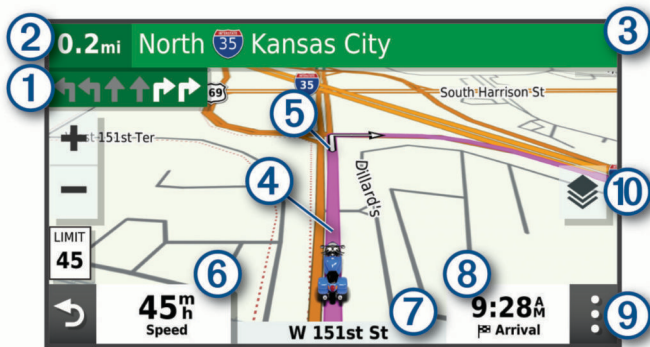 2
0.2mi North 35 Kansas City
3
1
69
35
South Harrison St
5
151st-Ter
4
Dillard's
10
LIMIT
45
6
8
45 mh
Speed
7
9:28 AM
Arrival
9
W 151st St